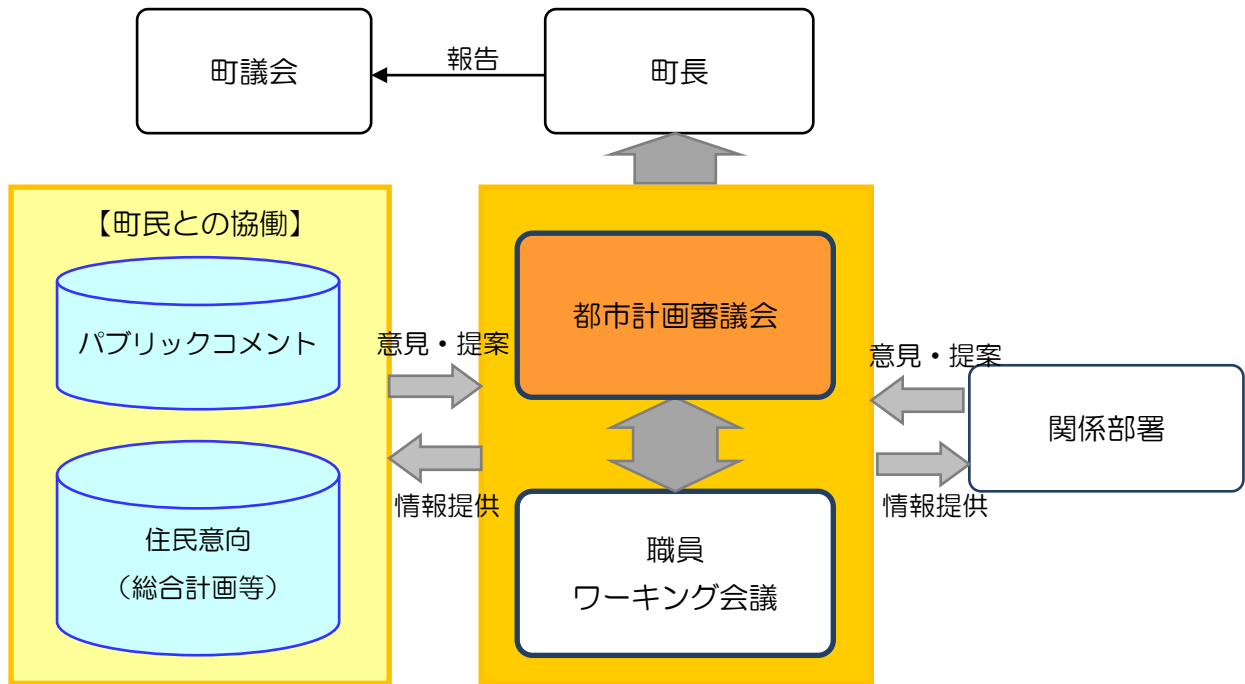 町議会
報告
町長
【町民との協働】
パブリックコメント
住民意向
（総合計画等）
意見・提案
情報提供
都市計画審議会
職員
ワーキング会議
意見・提案
情報提供
関係部署